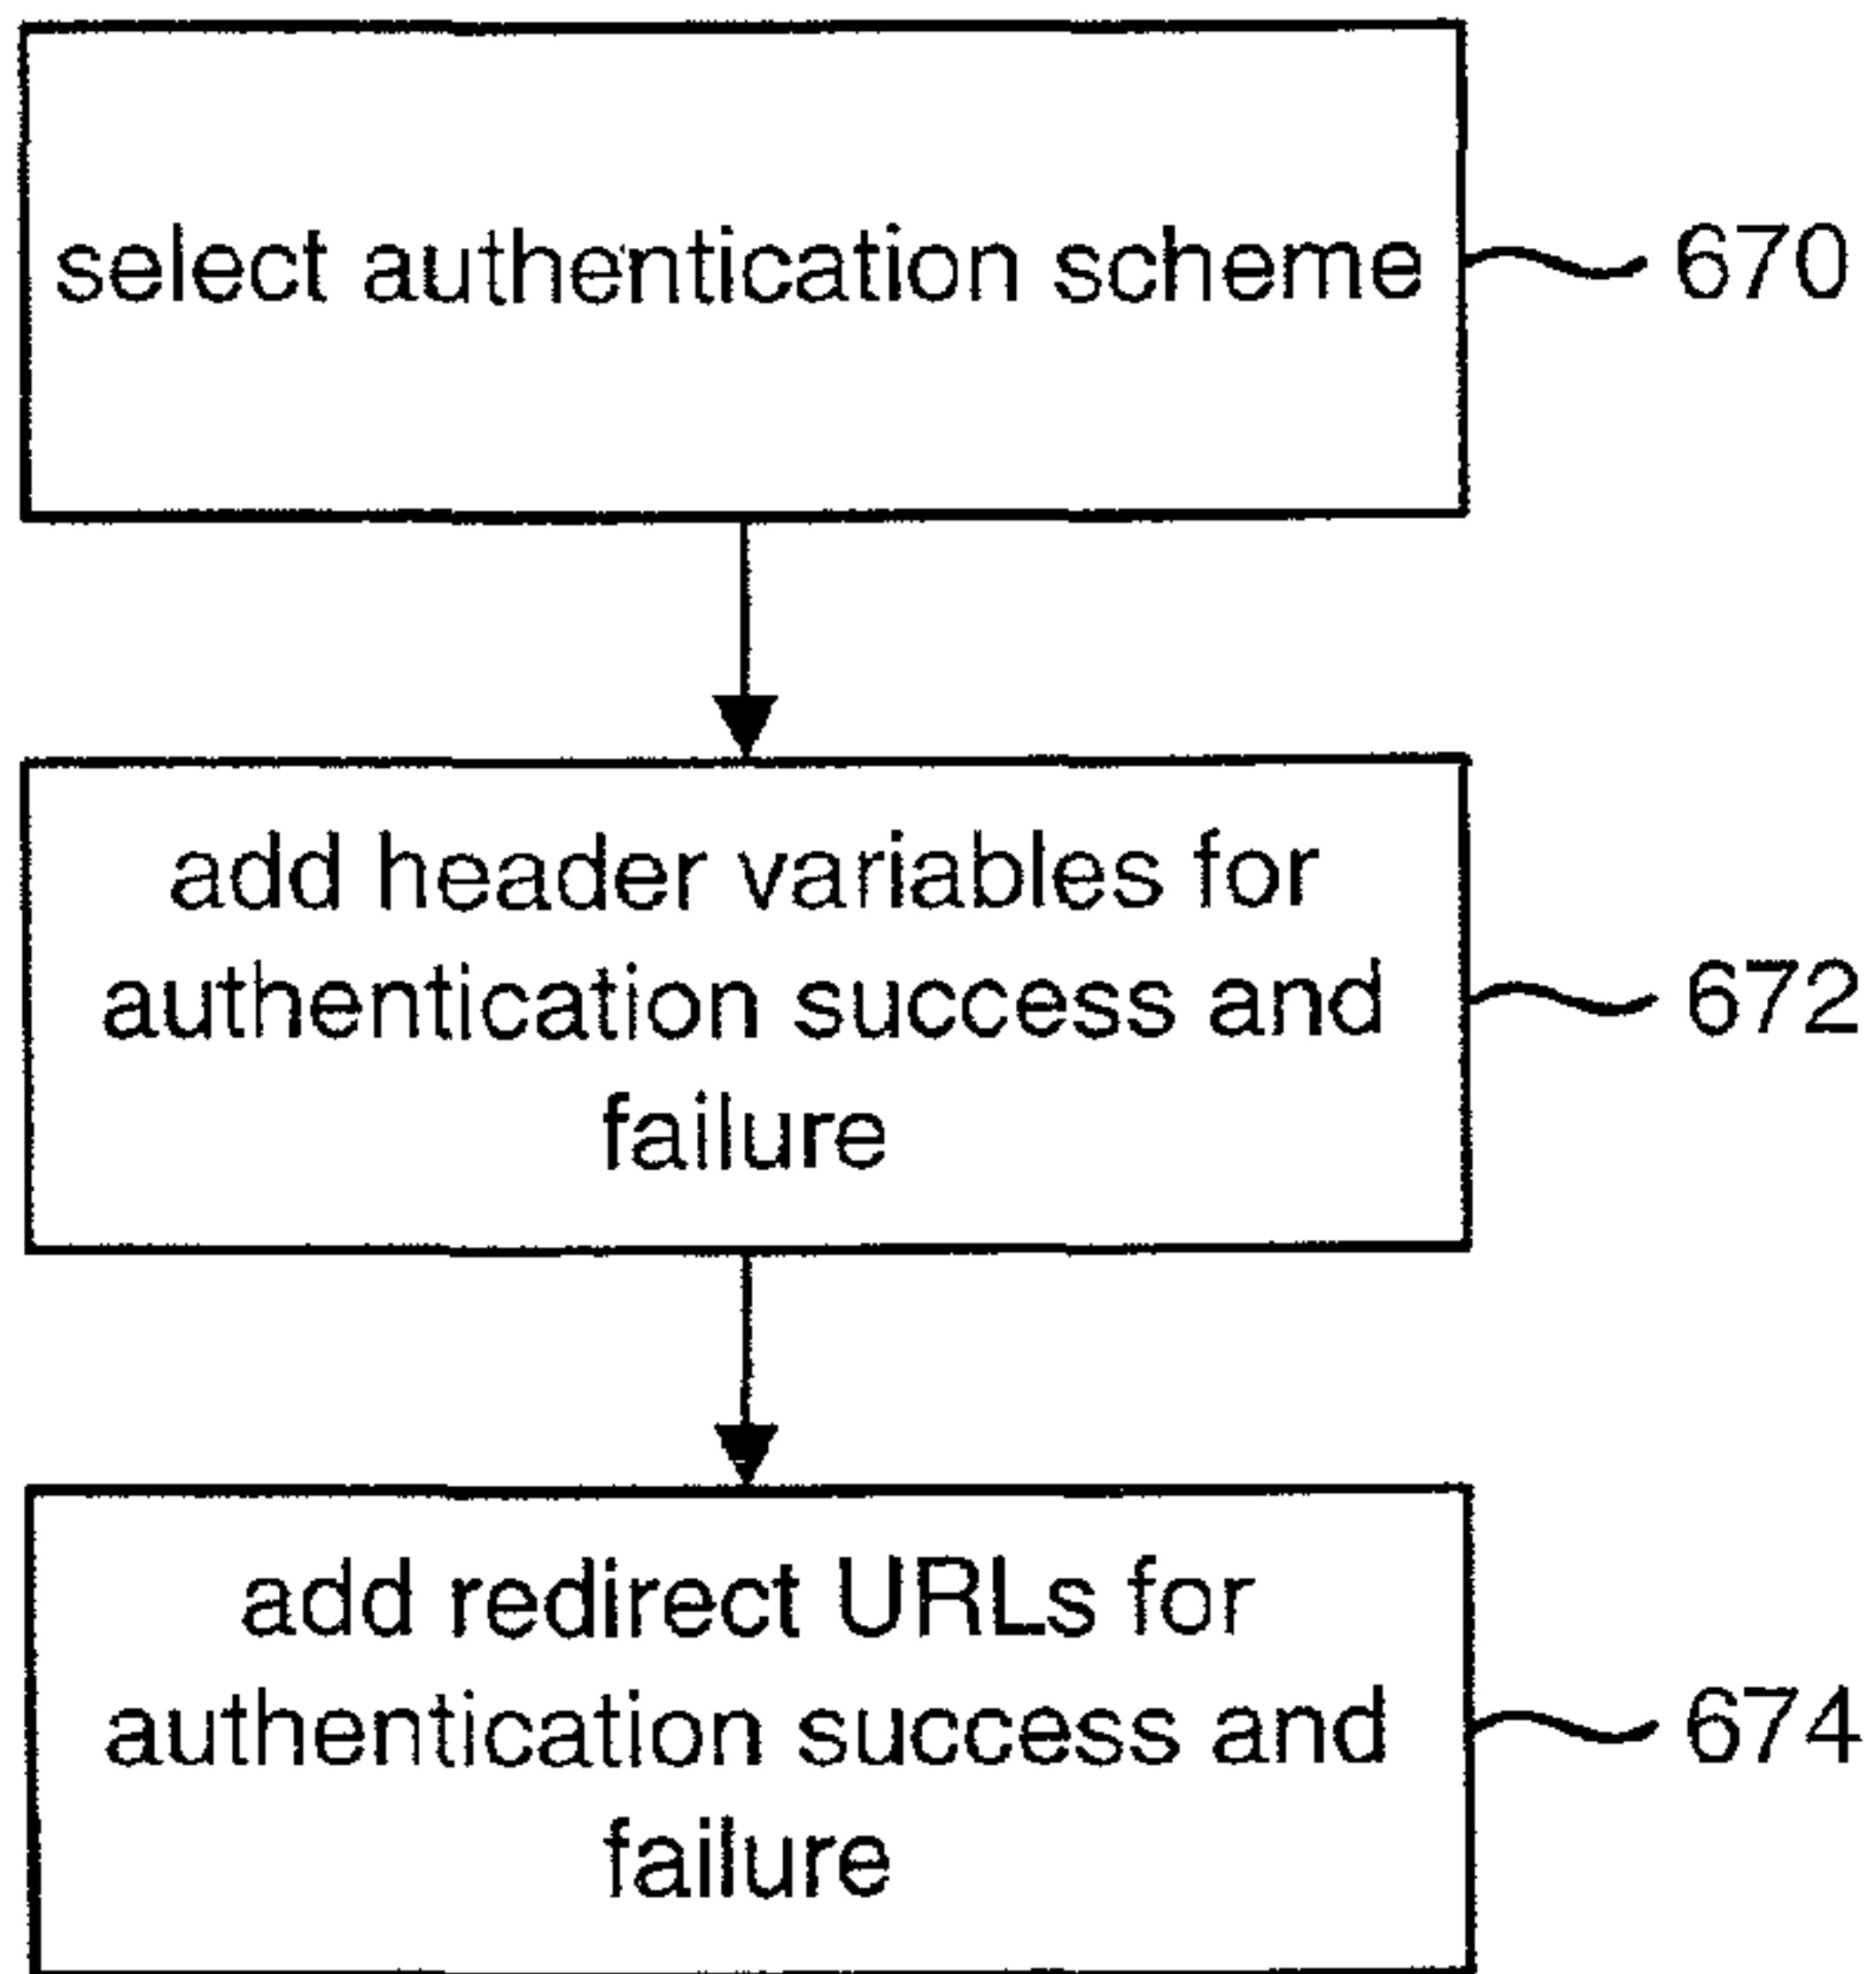 select authentication scheme
670
add header variables for
authentication success and
failure
672
add redirect URLs for
authentication success and
failure
674